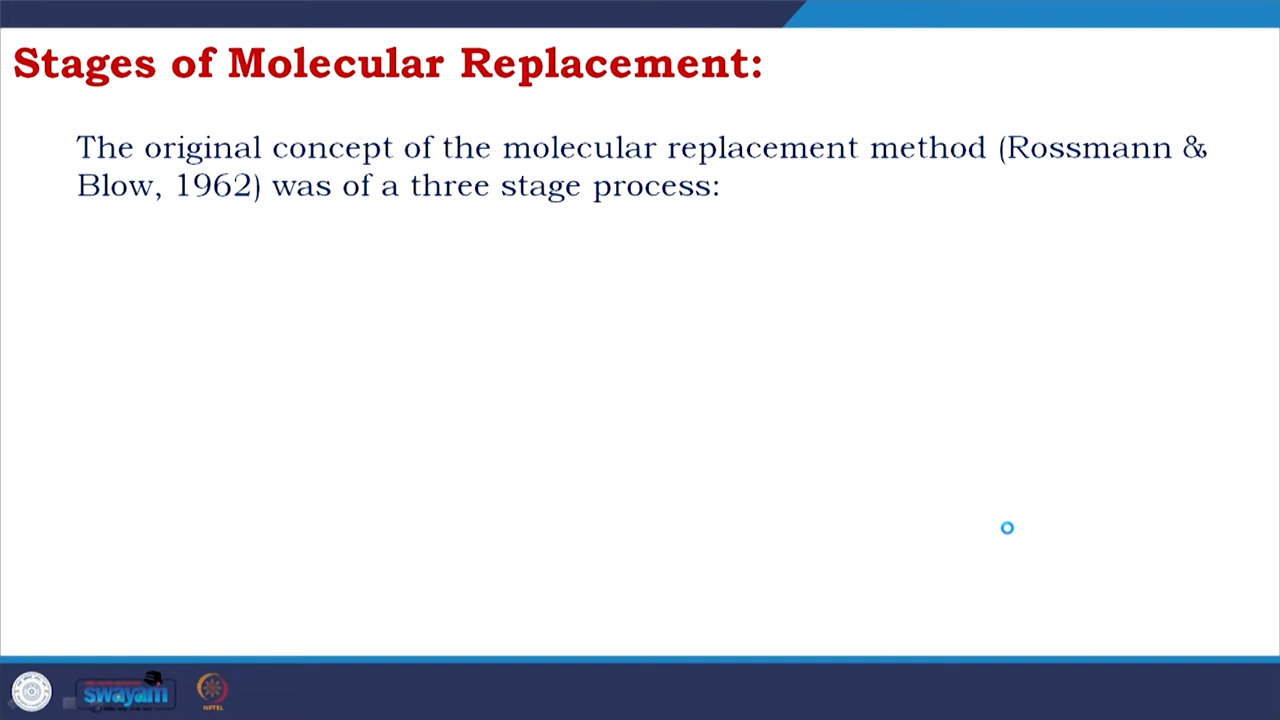 Stages of Molecular Replacement:
The original concept of the molecular replacement method (Rossmann &
Blow, 1962) was of a three stage process:
swayam
NPTEL